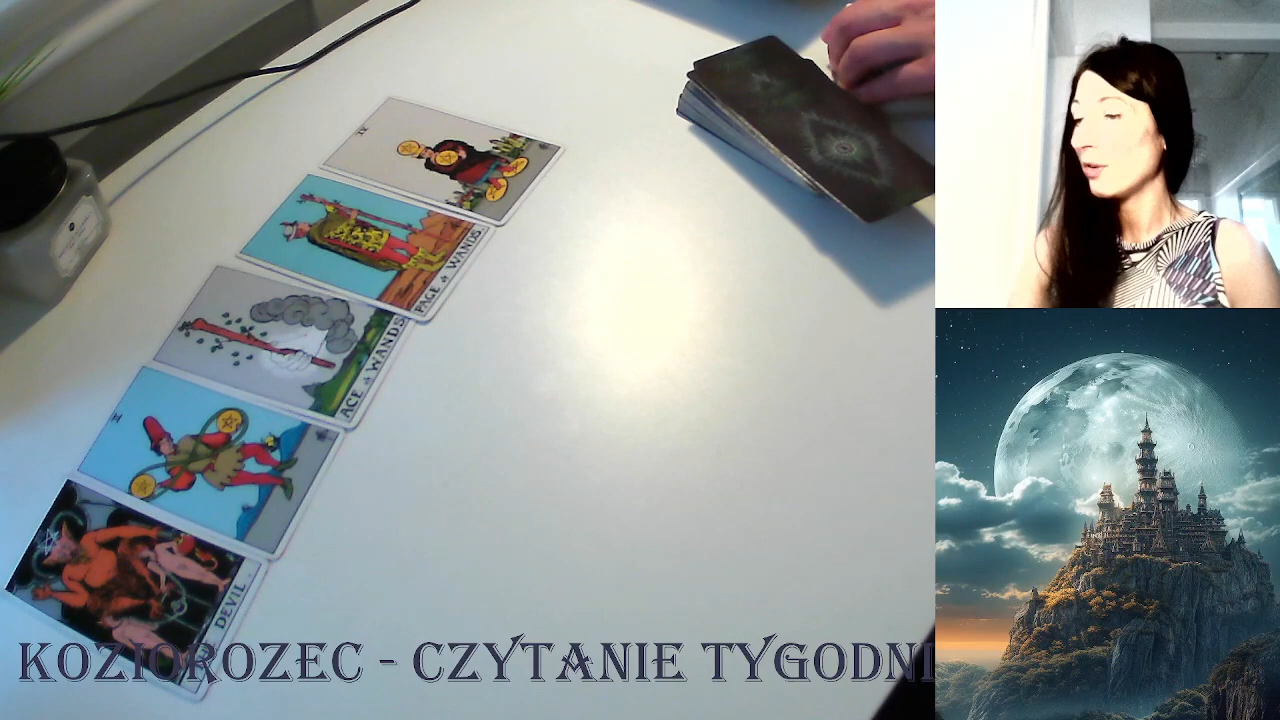 PAGE of WANDS.
ACE of WANDS.
DEVIL.
KOZIOROZEC - CZYTANIE TYGODNI